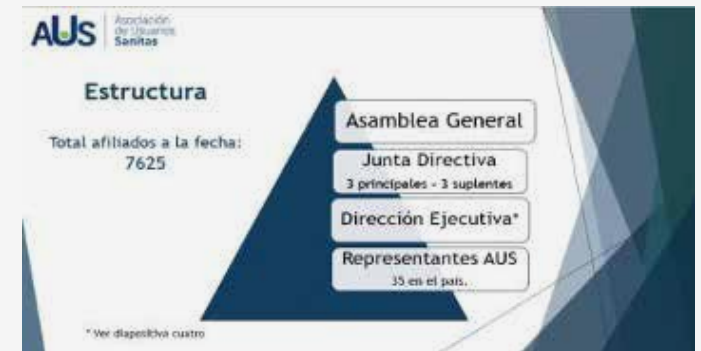 AUS
Asociación
de Usuarios
Sanitas
Estructura
Total afiliados a la fecha:
7625
Asamblea General
Junta Directiva
3 principales - 3 suplentes
Dirección Ejecutiva*
Representantes AUS
35 en el país.
* Ver diapositiva cuatro